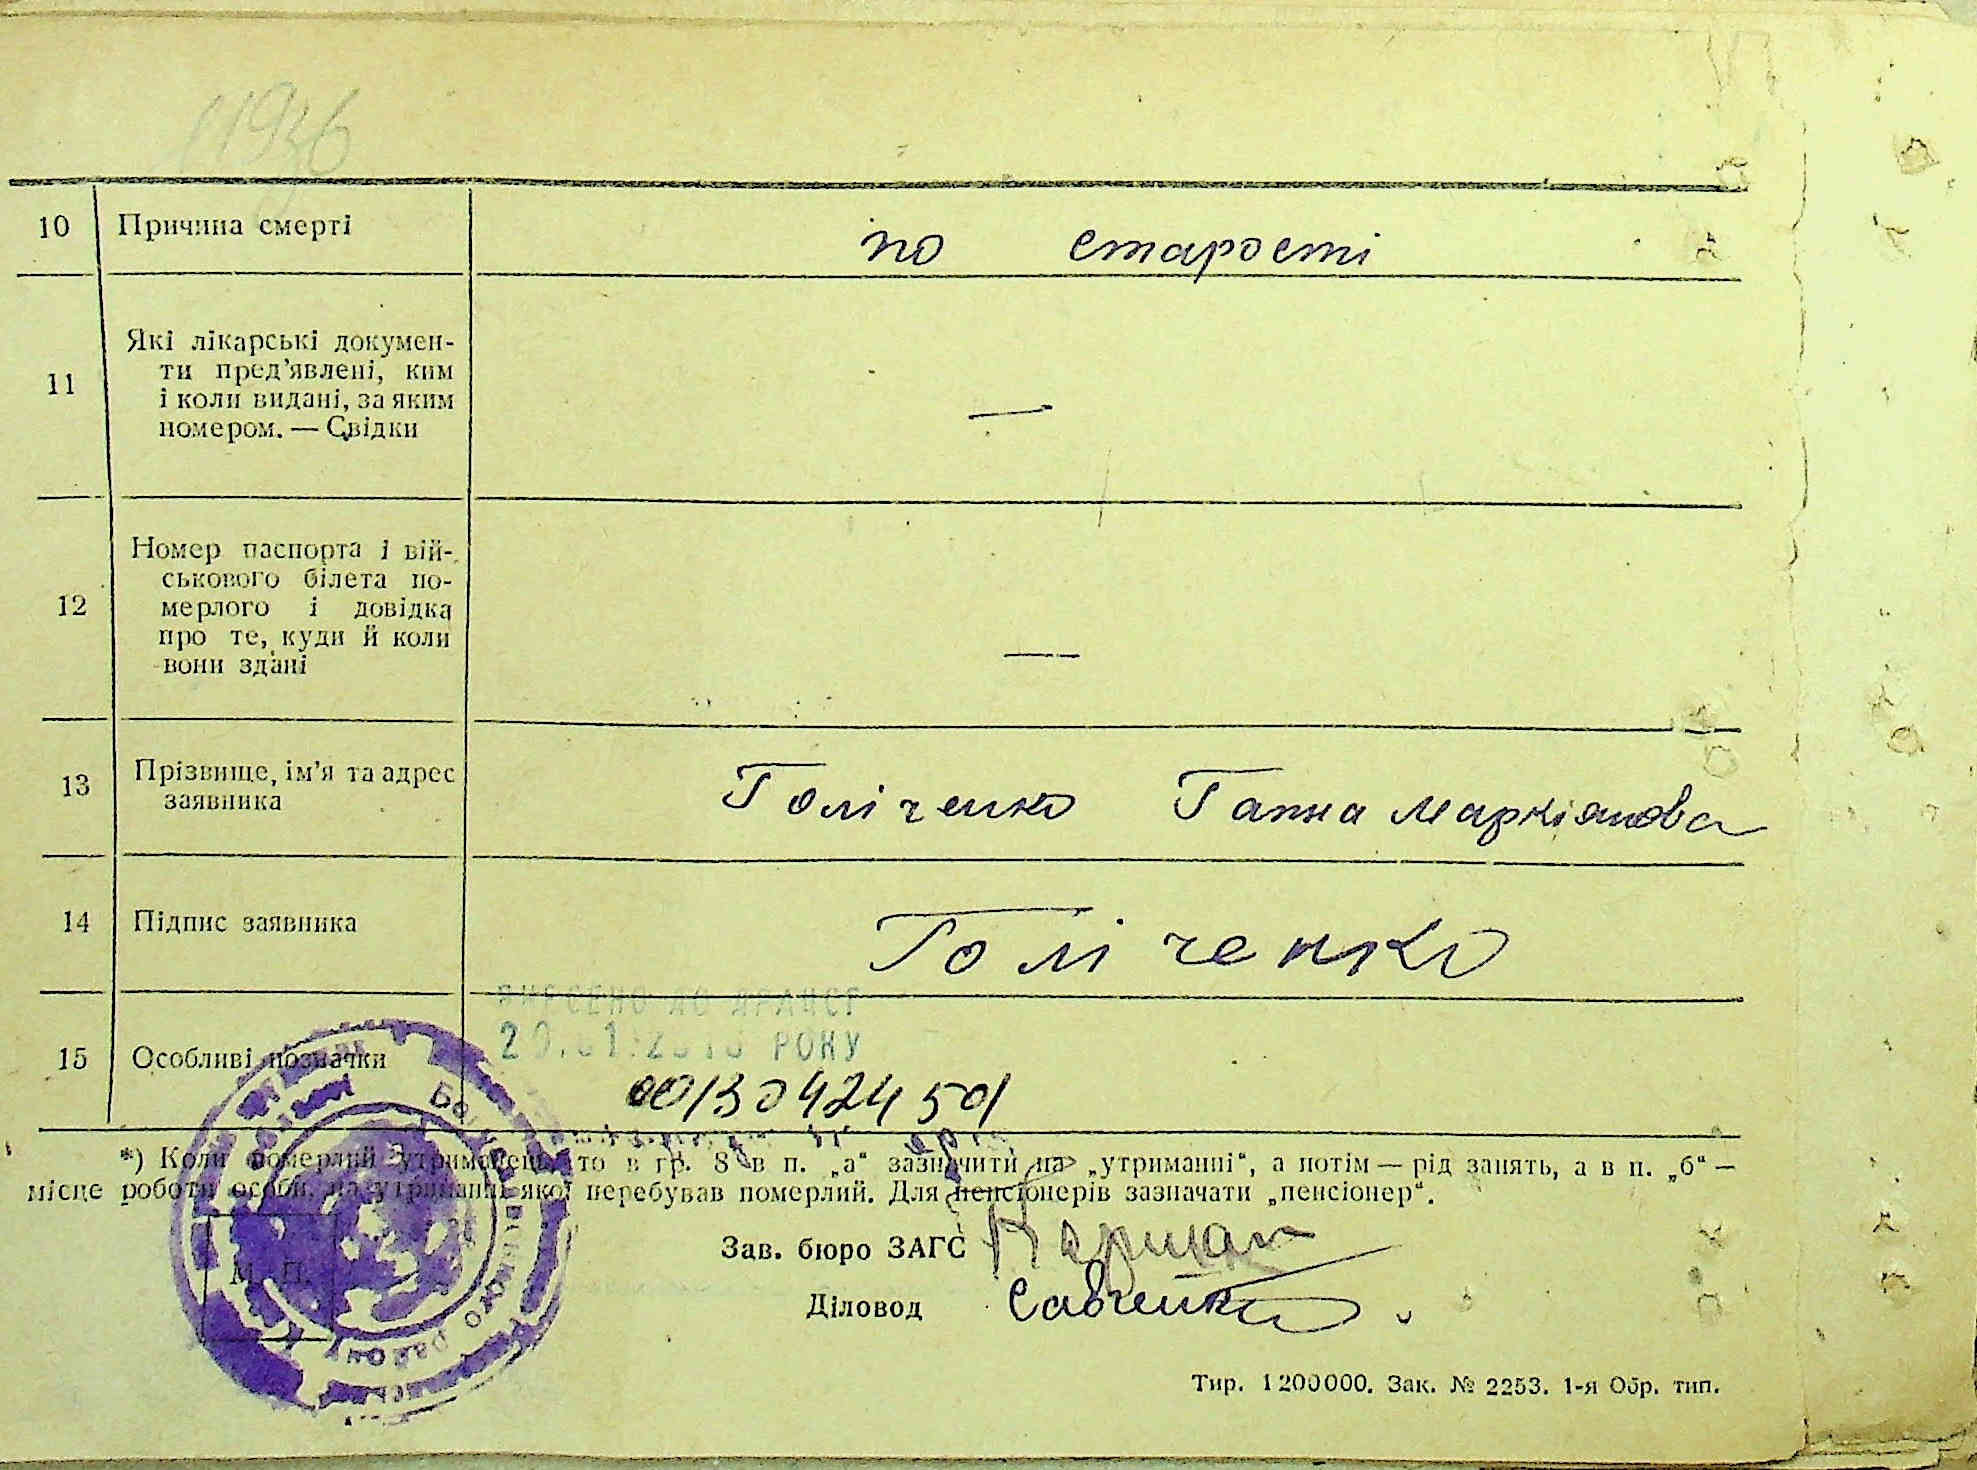 10 Причина смерті по старості
11 Які лікарські докумен-
ти пред’явлені, ким
і коли видані, за яким
номером. — Свідки —
12 Номер паспорта і вій-
ськового білета по-
мерлого і довідка
про те, куди й коли
вони здані —
13 Прізвище, ім’я та адрес
заявника Голіченко Ганна Маркіанова
14 Підпис заявника Голіченко
ВНЕСЕНО ДО ДРАЦСГ
РОКУ
15 Особливі позначки
00130424501
*) Коли померлий утриманець, то в гр. 8 в п. „а“ зазначити на „утриманні“, а потім — рід занять, а в п. „б“ —
місце роботи особи, на утриманні якої перебував померлий. Для пенсіонерів зазначати „пенсіонер“.
Зав. бюро ЗАГС
М. П.
Діловод Савченко
Тир. 1200000. Зак. № 2253. 1-я Обр. тип.